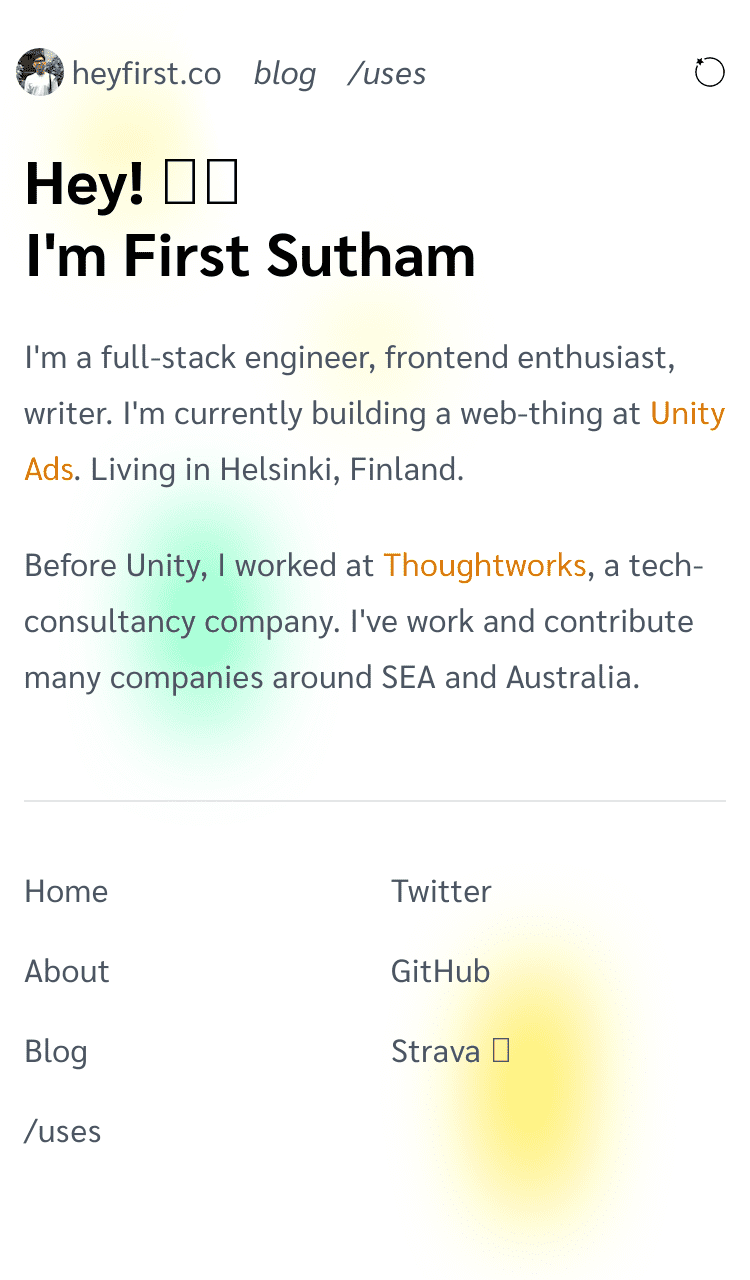 heyfirst.co blog /uses
Hey!
I'm First Sutham
I'm a full-stack engineer, frontend enthusiast,
writer. I'm currently building a web-thing at Unity
Ads. Living in Helsinki, Finland.
Before Unity, I worked at Thoughtworks, a tech-
consultancy company. I've work and contribute
many companies around SEA and Australia.
Home
Twitter
About
GitHub
Blog
Strava
/uses